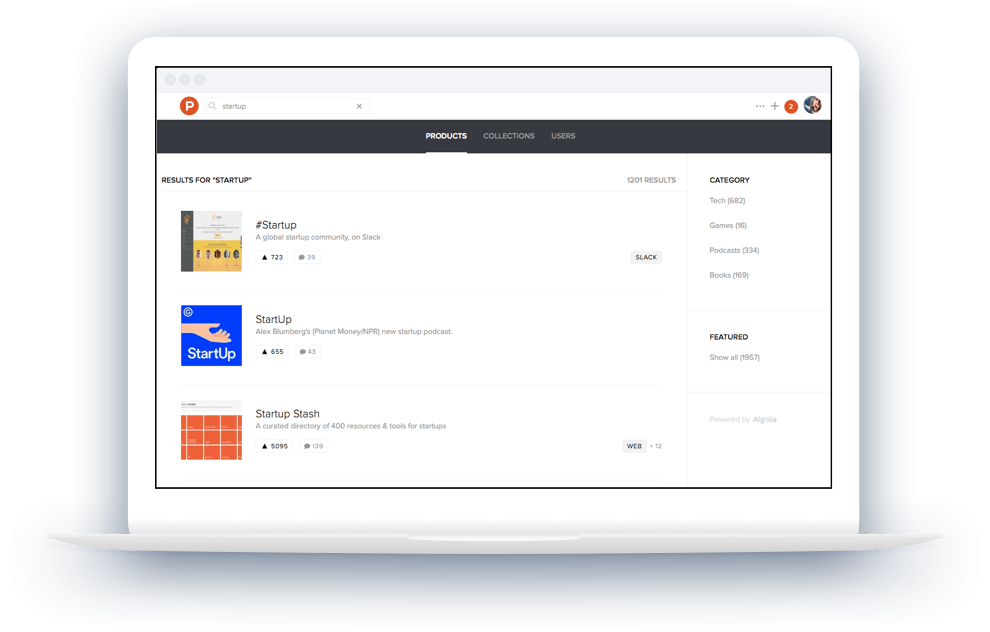 P
startup
2
PRODUCTS COLLECTIONS USERS
RESULTS FOR "STARTUP"
1201 RESULTS
#Startup
A global startup community, on Slack
723 39
SLACK
StartUp
StartUp
Alex Blumberg's (Planet Money/NPR) new startup podcast.
655 43
Startup Stash
A curated directory of 400 resources & tools for startups
5095 139
WEB + 12
CATEGORY
Tech (682)
Games (16)
Podcasts (334)
Books (169)
FEATURED
Show all (1957)
Powered by Algolia